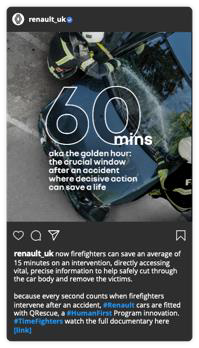 renault_uk
60
mins
aka the golden hour:
the crucial window
after an accident
where decisive action
can save a life
renault_uk now firefighters can save an average of
15 minutes on an intervention, directly accessing
vital, precise information to help safely cut through
the car body and remove the victims.
because every second counts when firefighters
intervene after an accident, #Renault cars are fitted
with QRescue, a #HumanFirst Program innovation.
#TimeFighters watch the full documentary here
[link]